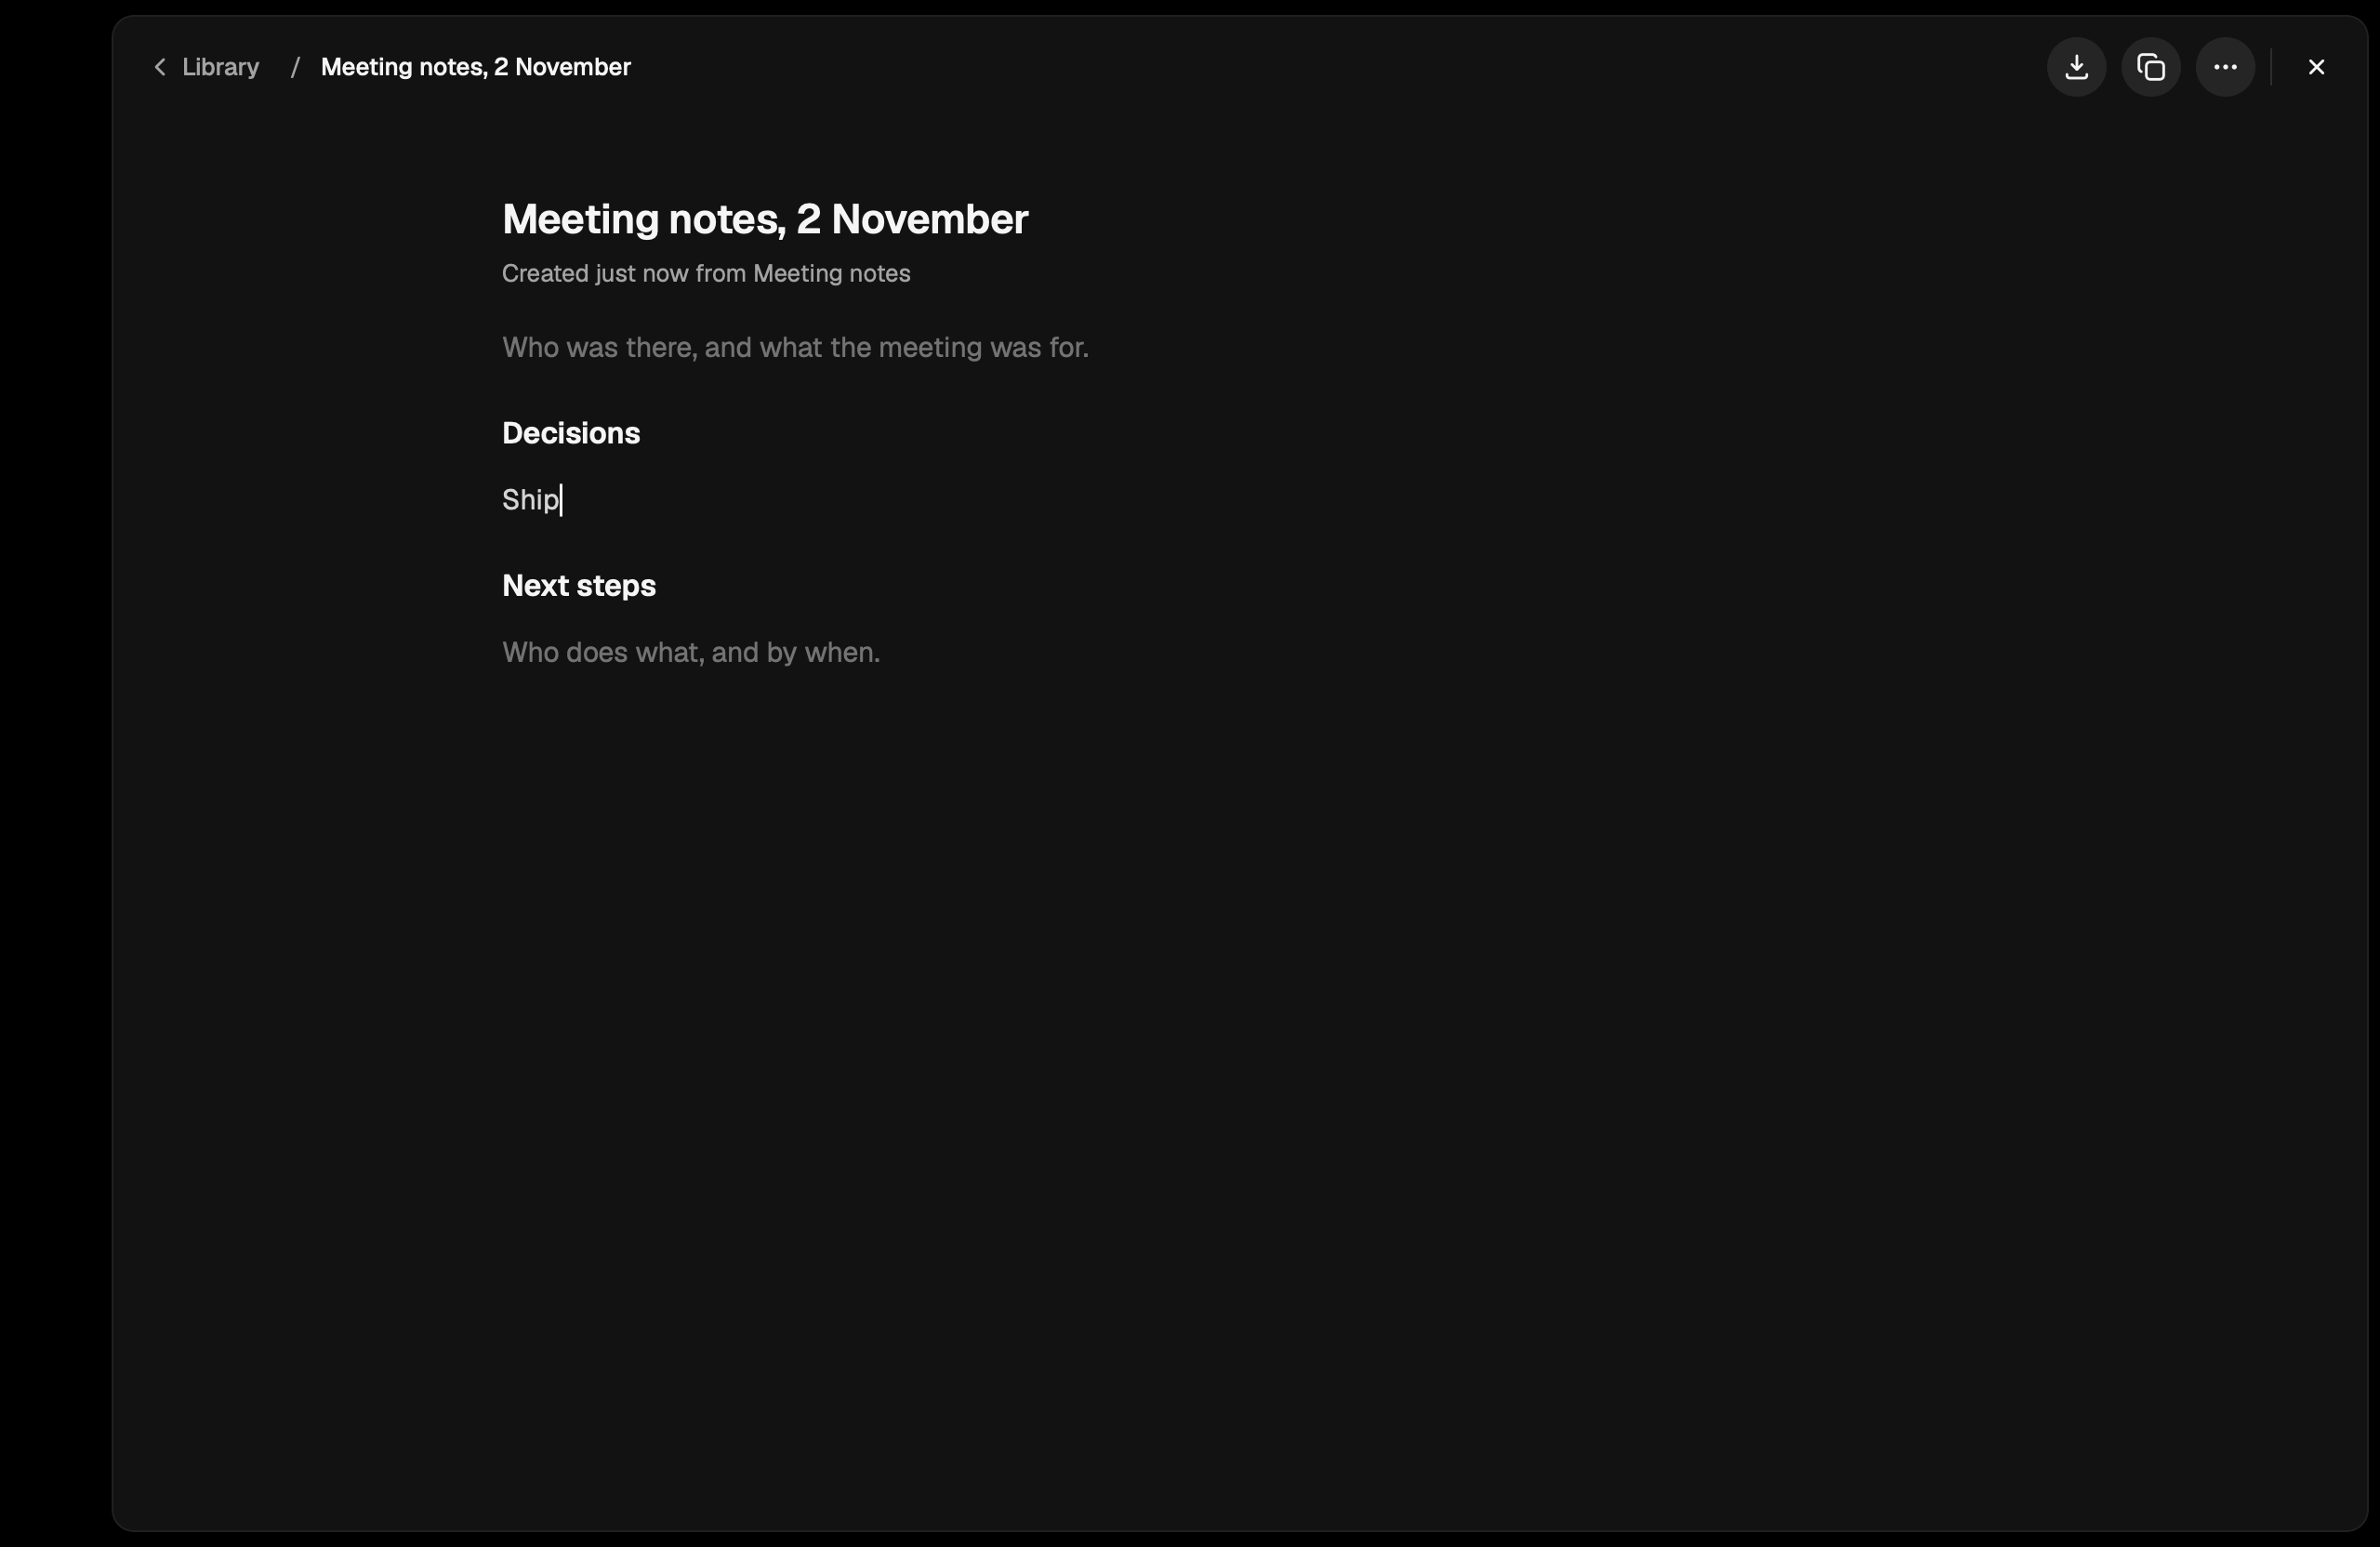 Library / Meeting notes, 2 November
Meeting notes, 2 November
Created just now from Meeting notes
Who was there, and what the meeting was for.
Decisions
Ship
Next steps
Who does what, and by when.